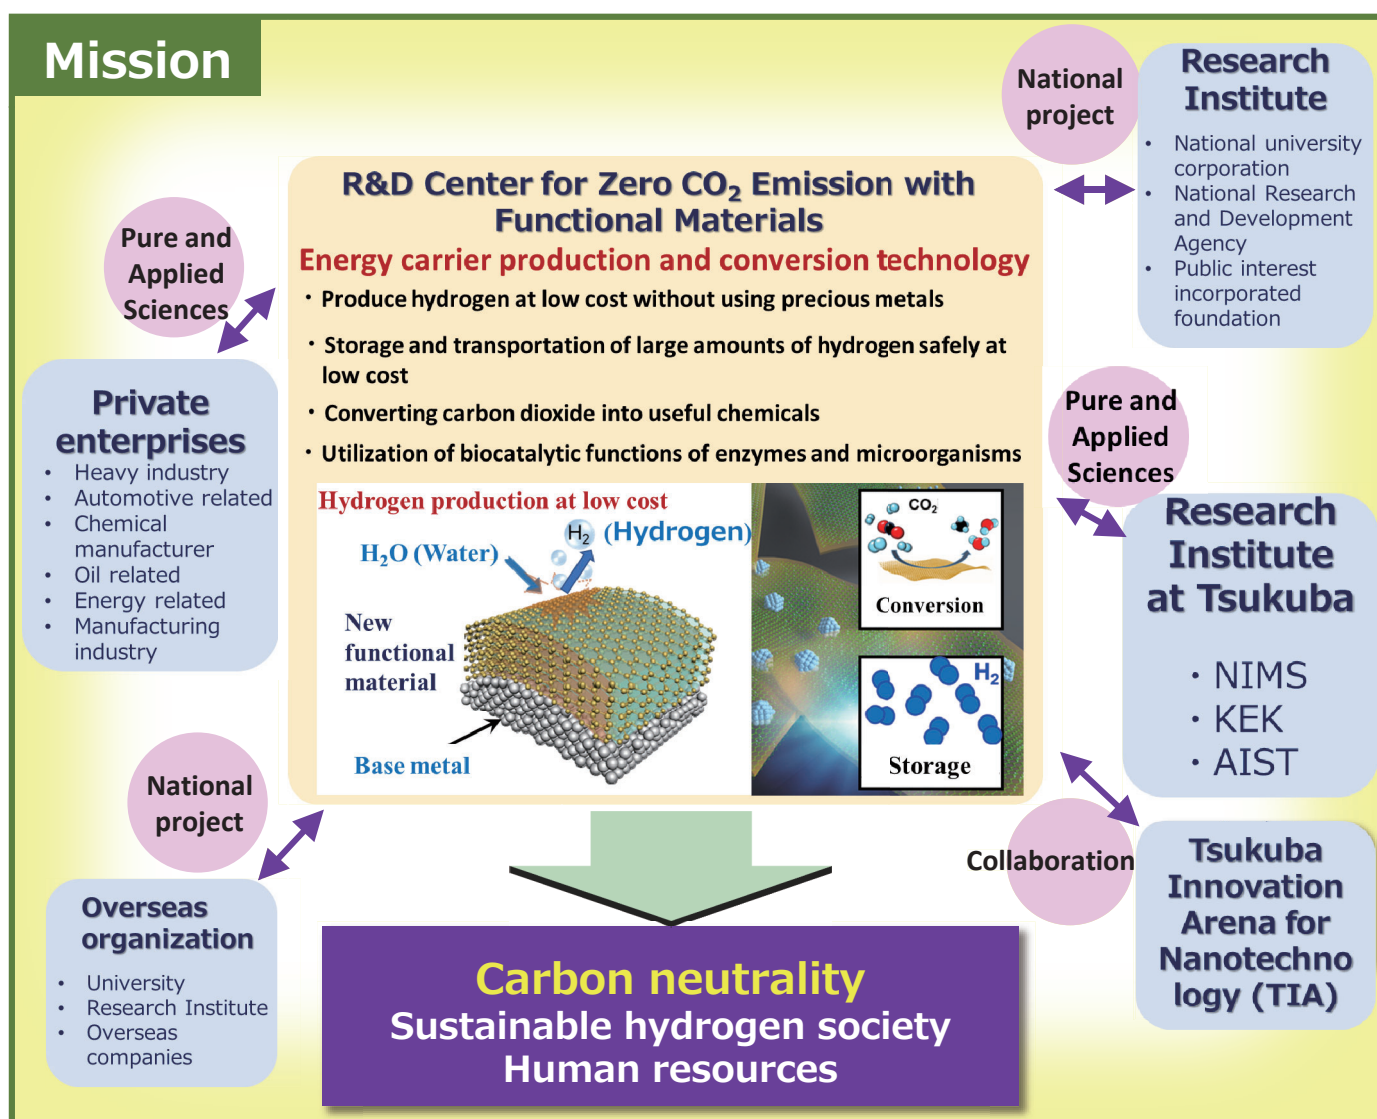 Mission
National
project
Research
Institute
• National university
corporation
• National Research
and Development
Agency
• Public interest
incorporated
foundation
R&D Center for Zero CO₂ Emission with
Functional Materials
Energy carrier production and conversion technology
・Produce hydrogen at low cost without using precious metals
・Storage and transportation of large amounts of hydrogen safely at
low cost
・Converting carbon dioxide into useful chemicals
・Utilization of biocatalytic functions of enzymes and microorganisms
Pure and
Applied
Sciences
Private
enterprises
• Heavy industry
• Automotive related
• Chemical
manufacturer
• Oil related
• Energy related
• Manufacturing
industry
Pure and
Applied
Sciences
Research
Institute
at Tsukuba
・NIMS
・KEK
・AIST
Hydrogen production at low cost
H₂ (Hydrogen)
H₂O (Water)
New
functional
material
Base metal
CO₂
Conversion
H₂
Storage
National
project
Overseas
organization
• University
• Research Institute
• Overseas
companies
Collaboration
Tsukuba
Innovation
Arena for
Nanotechno
logy (TIA)
Carbon neutrality
Sustainable hydrogen society
Human resources